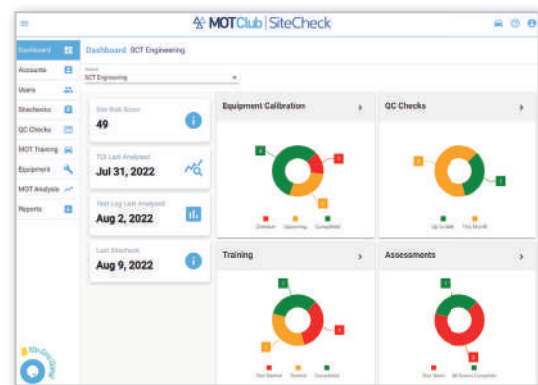 MOTClub | SiteCheck
Dashboard
Accounts
Users
Sitechecks
QC Checks
MOT Training
Equipment
MOT Analysis
Reports
Dashboard SCT Engineering
SCT Engineering
Site Risk Score
49
TQI Last Analysed
Jul 31, 2022
Test Log Last Analysed
Aug 2, 2022
Last Sitecheck
Aug 9, 2022
Equipment Calibration
Overdue Upcoming Completed
QC Checks
Up to date This Month
Training
Not Started Started Completed
Assessments
Not Taken All Exams Complete